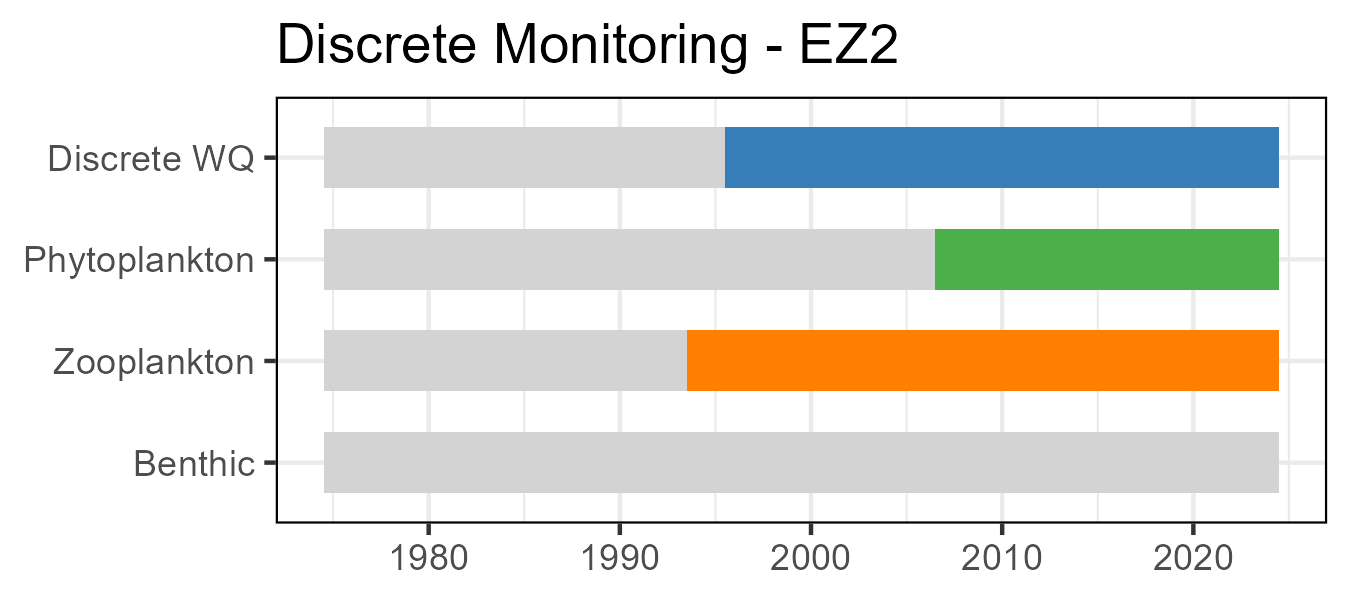 Discrete Monitoring - EZ2
Discrete WQ
Phytoplankton
Zooplankton
Benthic
1980 1990 2000 2010 2020